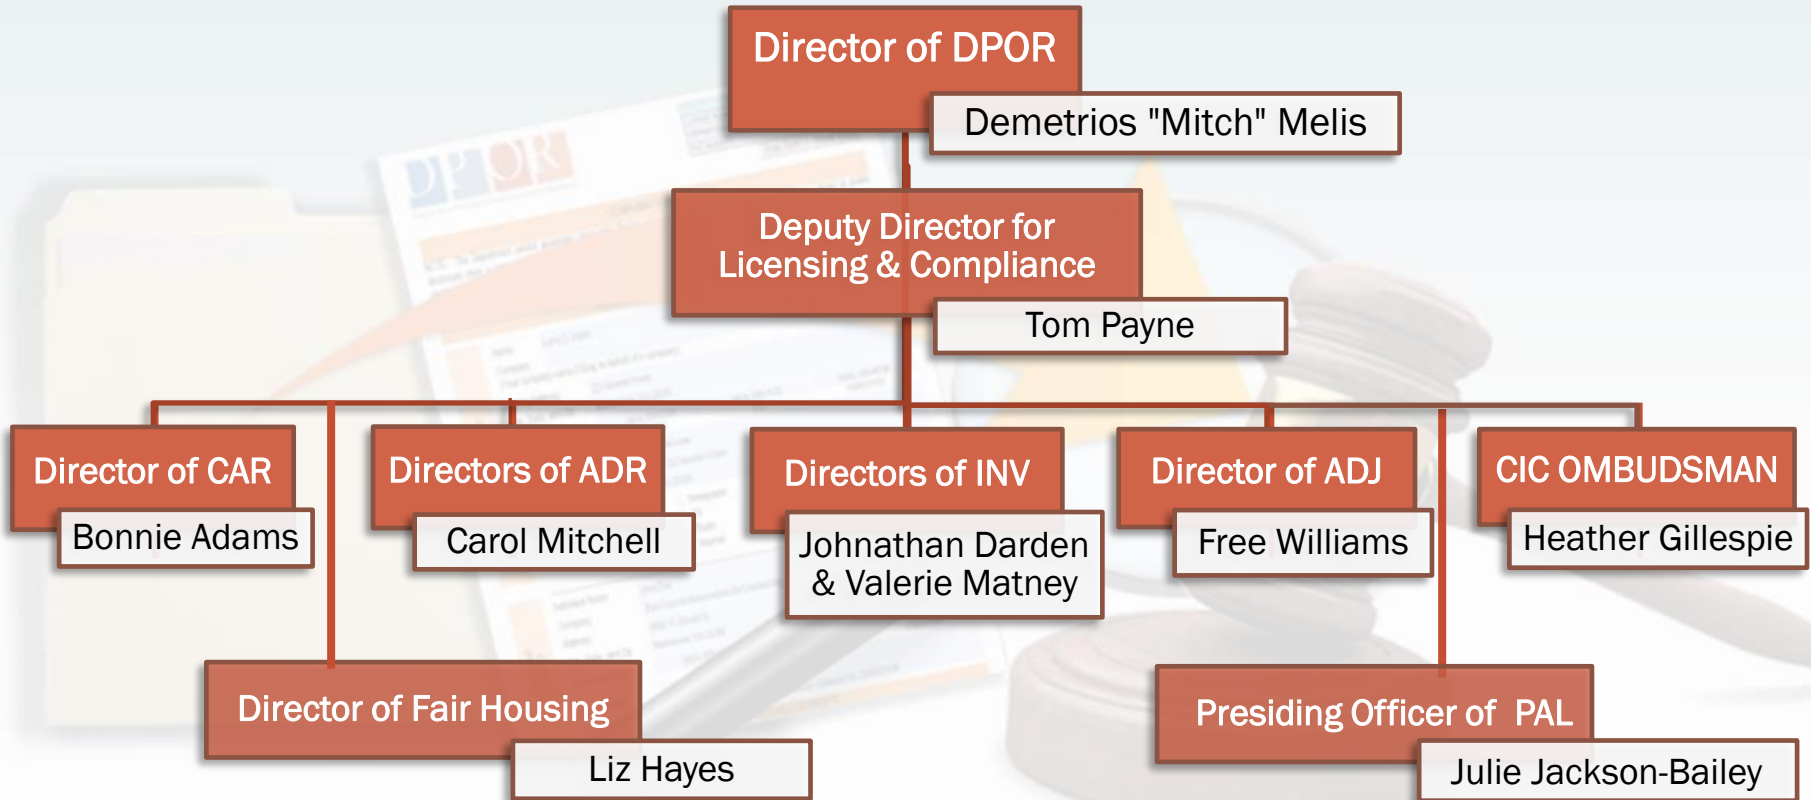 Director of DPOR
Demetrios "Mitch" Melis
Deputy Director for
Licensing & Compliance
Tom Payne
Director of CAR
Bonnie Adams
Directors of ADR
Carol Mitchell
Directors of INV
Johnathan Darden
& Valerie Matney
Director of ADJ
Free Williams
CIC OMBUDSMAN
Heather Gillespie
Director of Fair Housing
Liz Hayes
Presiding Officer of PAL
Julie Jackson-Bailey
DPOR